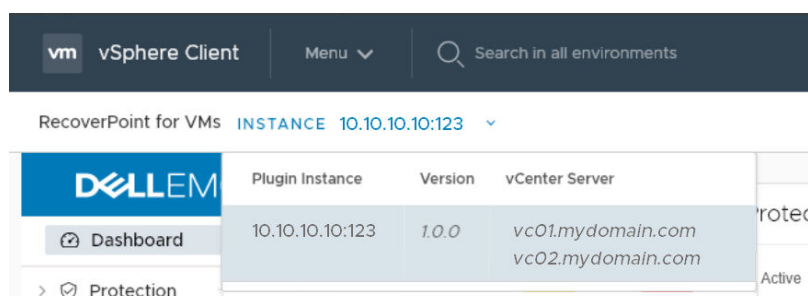 vm vSphere Client Menu Search in all environments
RecoverPoint for VMs INSTANCE 10.10.10.10:123
DELLEM
Plugin Instance Version vCenter Server
10.10.10.10:123 1.0.0 vc01.mydomain.com
vc02.mydomain.com
Protec
Dashboard
Active
Protection